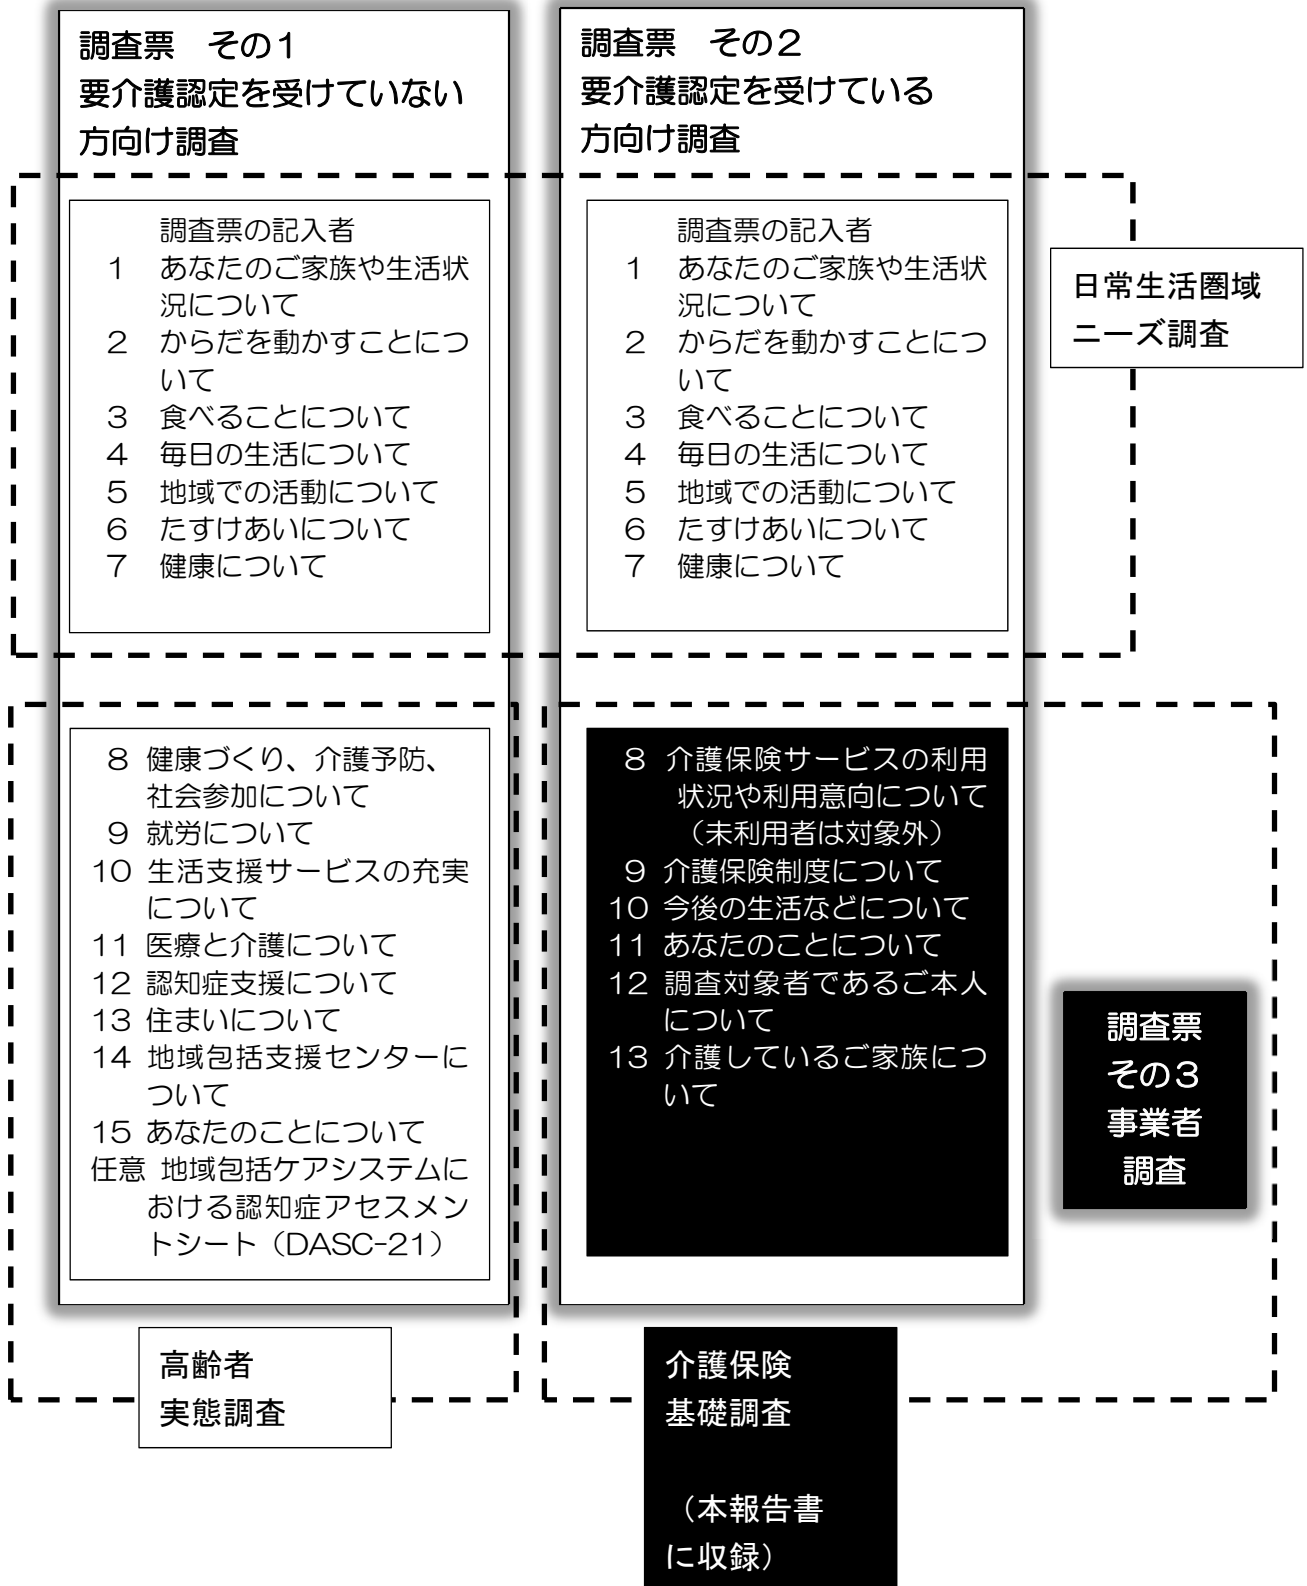 調査票　その１
要介護認定を受けていない
方向け調査
調査票の記入者
1　あなたのご家族や生活状
況について
2　からだを動かすことにつ
いて
3　食べることについて
4　毎日の生活について
5　地域での活動について
6　たすけあいについて
7　健康について
8 健康づくり、介護予防、
社会参加について
9 就労について
10 生活支援サービスの充実
について
11 医療と介護について
12 認知症支援について
13 住まいについて
14 地域包括支援センターに
ついて
15 あなたのことについて
任意 地域包括ケアシステムに
おける認知症アセスメン
トシート（DASC-21）
高齢者
実態調査
調査票　その２
要介護認定を受けている
方向け調査
調査票の記入者
1　あなたのご家族や生活状
況について
2　からだを動かすことにつ
いて
3　食べることについて
4　毎日の生活について
5　地域での活動について
6　たすけあいについて
7　健康について
8 介護保険サービスの利用
状況や利用意向について
（未利用者は対象外）
9 介護保険制度について
10 今後の生活などについて
11 あなたのことについて
12 調査対象者であるご本人
について
13 介護しているご家族につ
いて
介護保険
基礎調査
（本報告書
に収録）
日常生活圏域
ニーズ調査
調査票
その３
事業者
調査